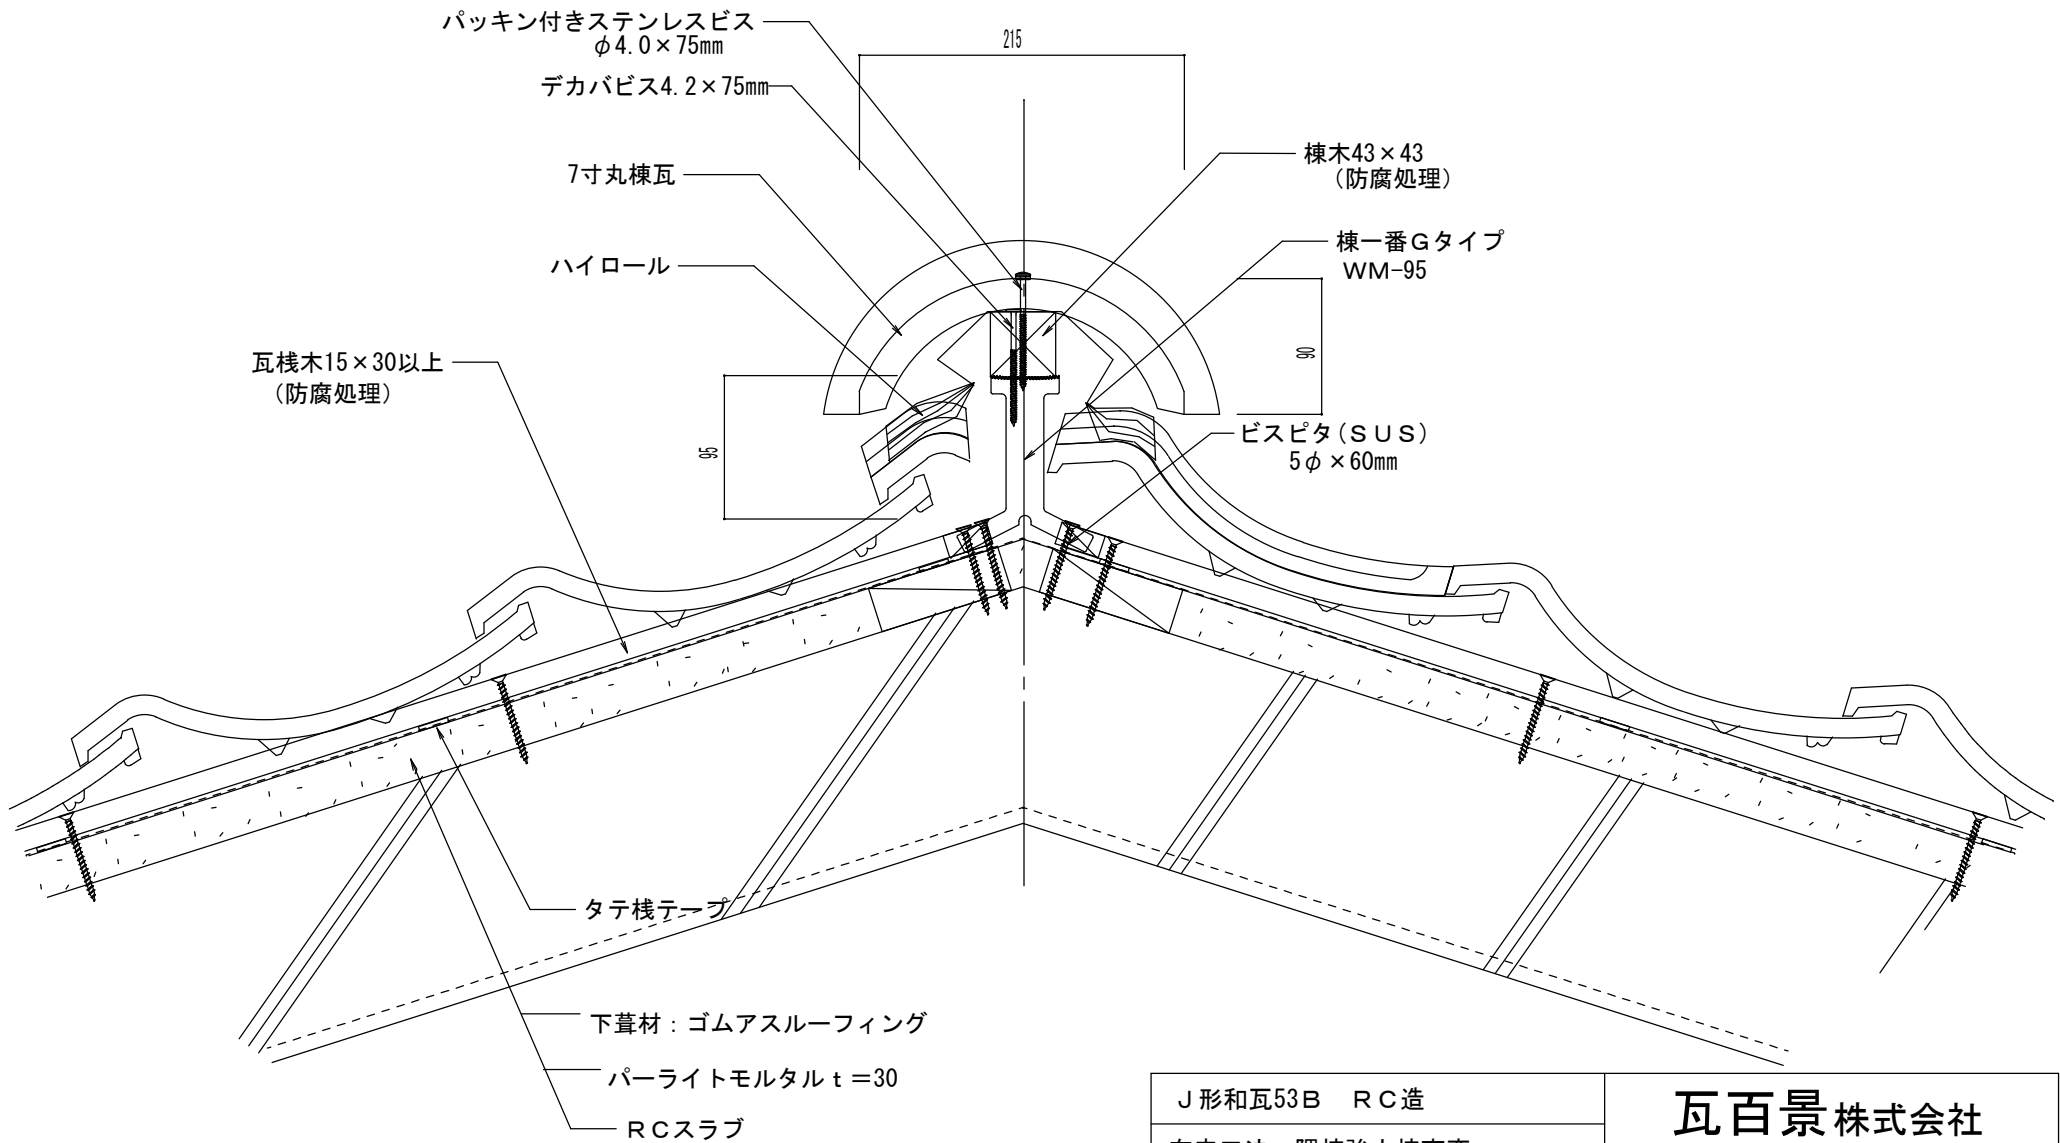 パッキン付きステンレスビス
φ4.0×75mm
デカバビス4.2×75mm
7寸丸棟瓦
ハイロール
瓦桟木15×30以上
(防腐処理)
215
棟木43×43
(防腐処理)
棟一番Gタイプ
WM-95
90
95
ビスピタ(SUS)
5φ×60mm
タテ桟テープ
下葺材：ゴムアスルーフィング
パーライトモルタルt=30
RCスラブ
J形和瓦53B RC造
瓦百景株式会社